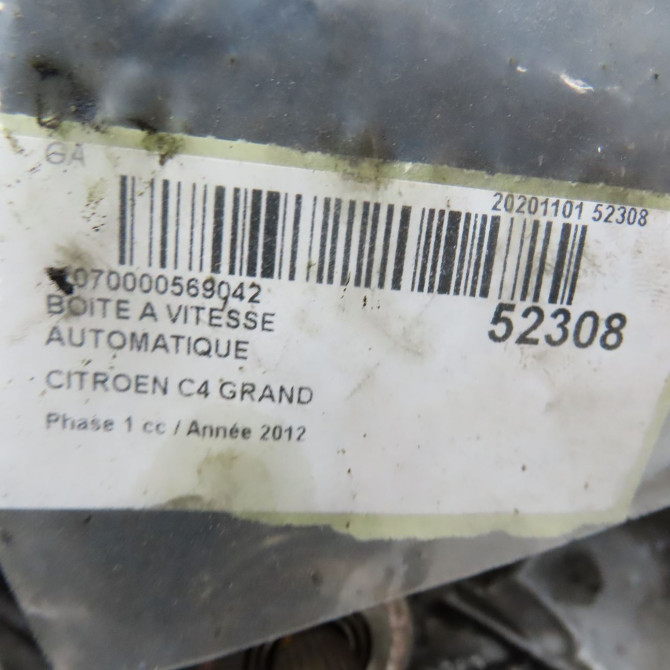 GA
20201101 52308
070000569042
52308
BOITE A VITESSE
AUTOMATIQUE
CITROEN C4 GRAND
Phase 1 cc / Année 2012